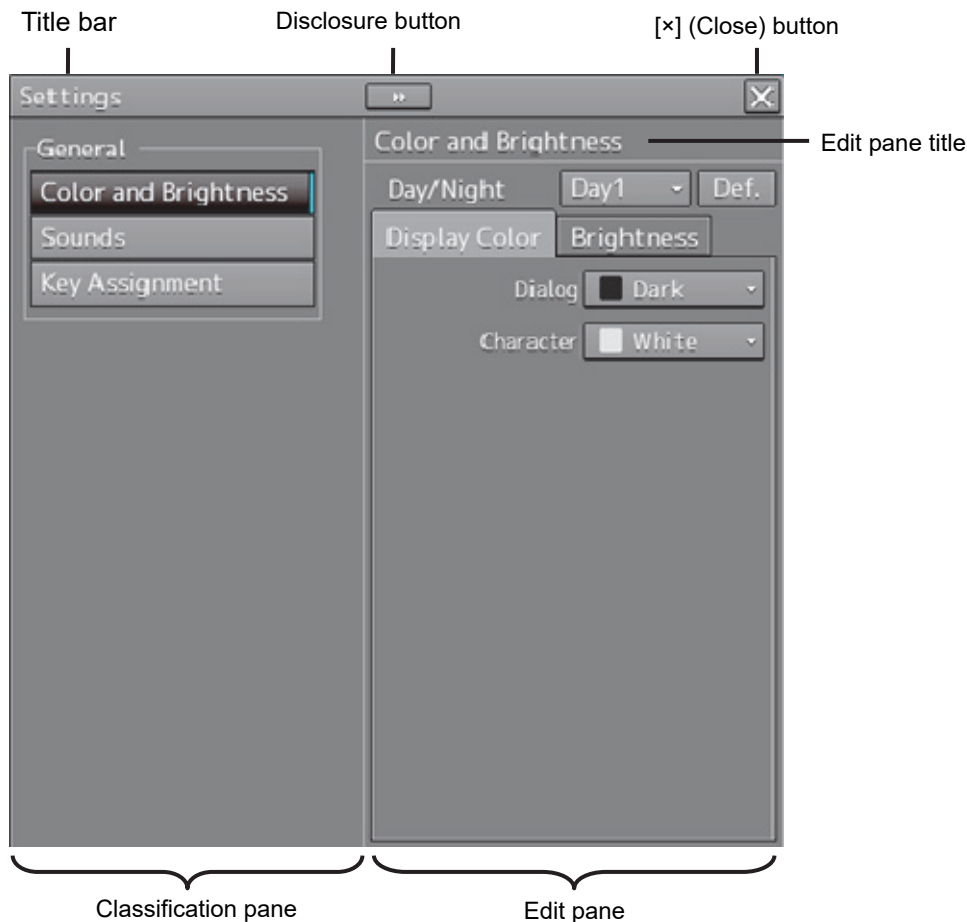 Title bar
Disclosure button
[×] (Close) button
Settings
General
Color and Brightness
Sounds
Key Assignment
Color and Brightness
Edit pane title
Day/Night Day1 Def.
Display Color Brightness
Dialog Dark
Character White
Classification pane
Edit pane